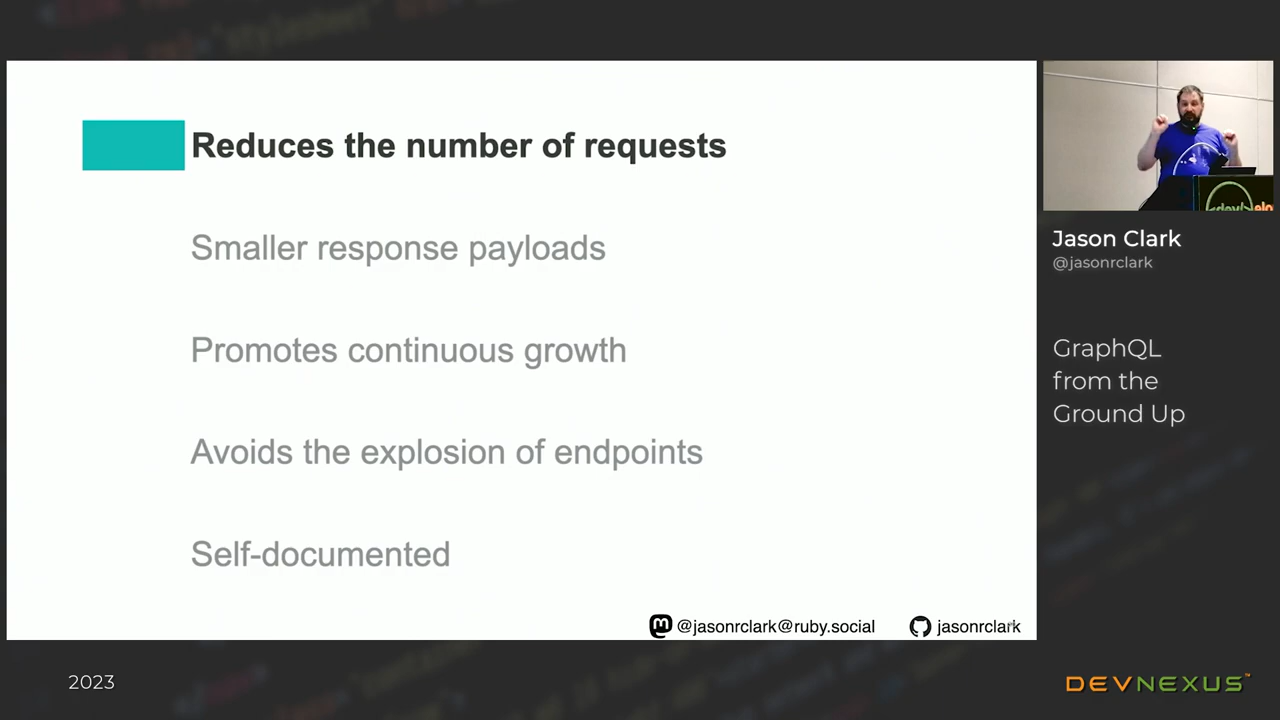 Reduces the number of requests
Smaller response payloads
Promotes continuous growth
Avoids the explosion of endpoints
Self-documented
@jasonrclark@ruby.social
jasonrclark
Jason Clark
@jasonrclark
GraphQL
from the
Ground Up
2023
DEVNEXUS™